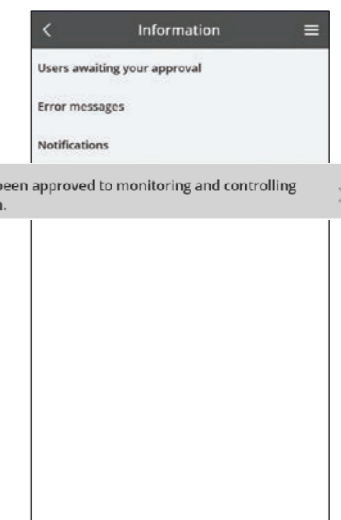 Information
Users awaiting your approval
Error messages
Notifications
been approved to monitoring and controlling